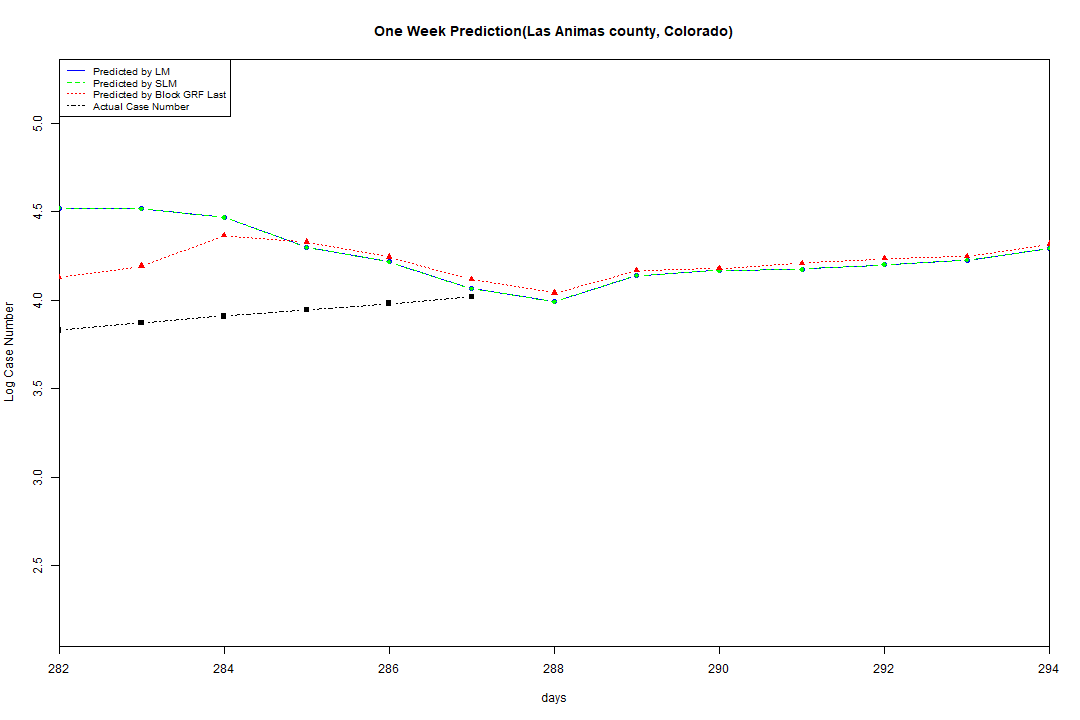 One Week Prediction(Las Animas county, Colorado)
Predicted by LM
Predicted by SLM
Predicted by Block GRF Last
Actual Case Number
5.0
4.5
4.0
3.5
3.0
2.5
Log Case Number
282 284 286 288 290 292 294
days